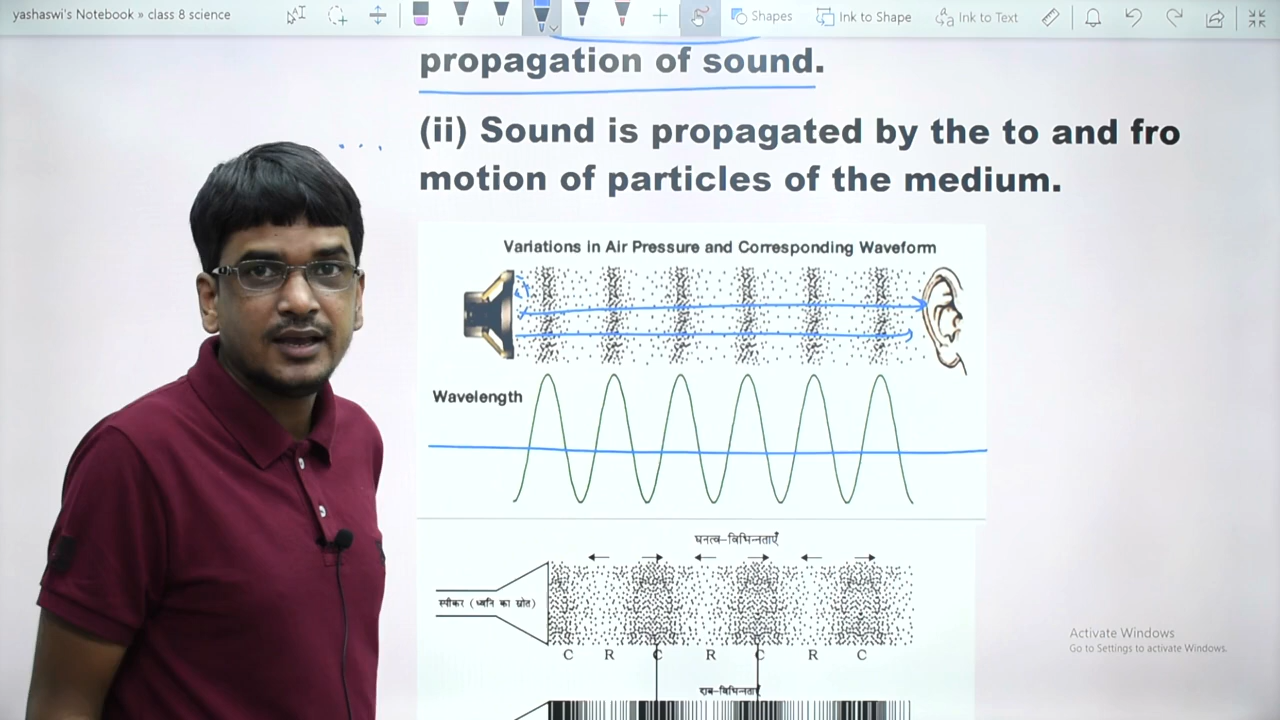 yashaswi's Notebook » class 8 science
Shapes
Ink to Shape
Ink to Text
propagation of sound.
(ii) Sound is propagated by the to and fro
motion of particles of the medium.
Variations in Air Pressure and Corresponding Waveform
Wavelength
घनत्व-विभिन्नताएँ
स्पीकर (ध्वनि का स्रोत)
C R C R C R C
दाब-विभिन्नताएँ
Activate Windows
Go to Settings to activate Windows.